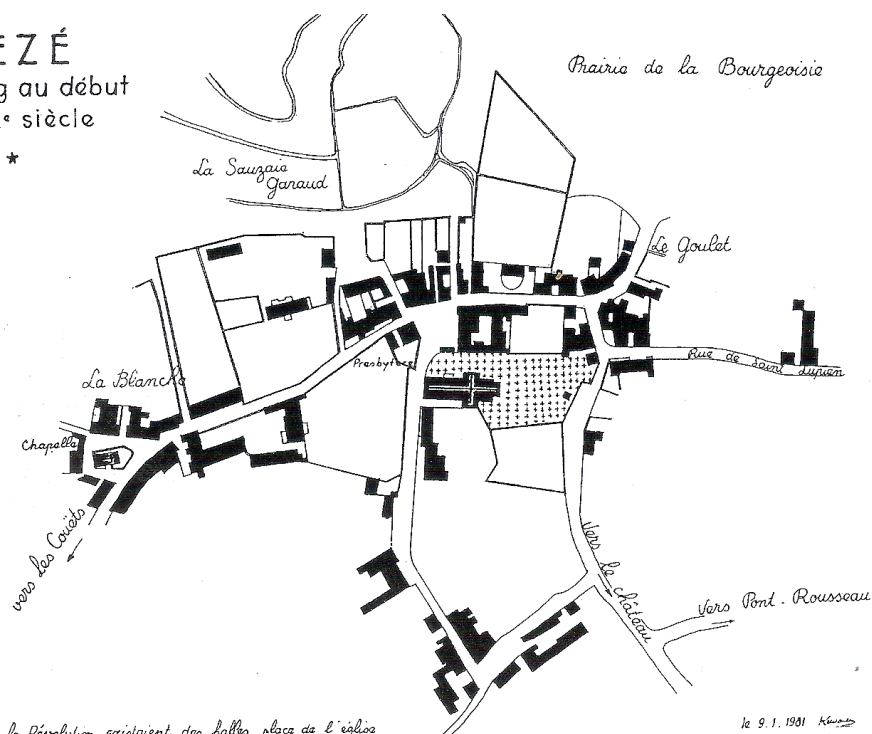 EZÉ
g au début
e siècle
Prairie de la Bourgeoisie
La Sauzaie
Garaud
Le Goulet
Presbytère
Rue de Saint Lupien
La Blanche
Chapelle
vers Les Couëts
Vers Le château
Vers Pont-Rousseau
la Révolution existaient des halles place de l'église
le 9.1.1981